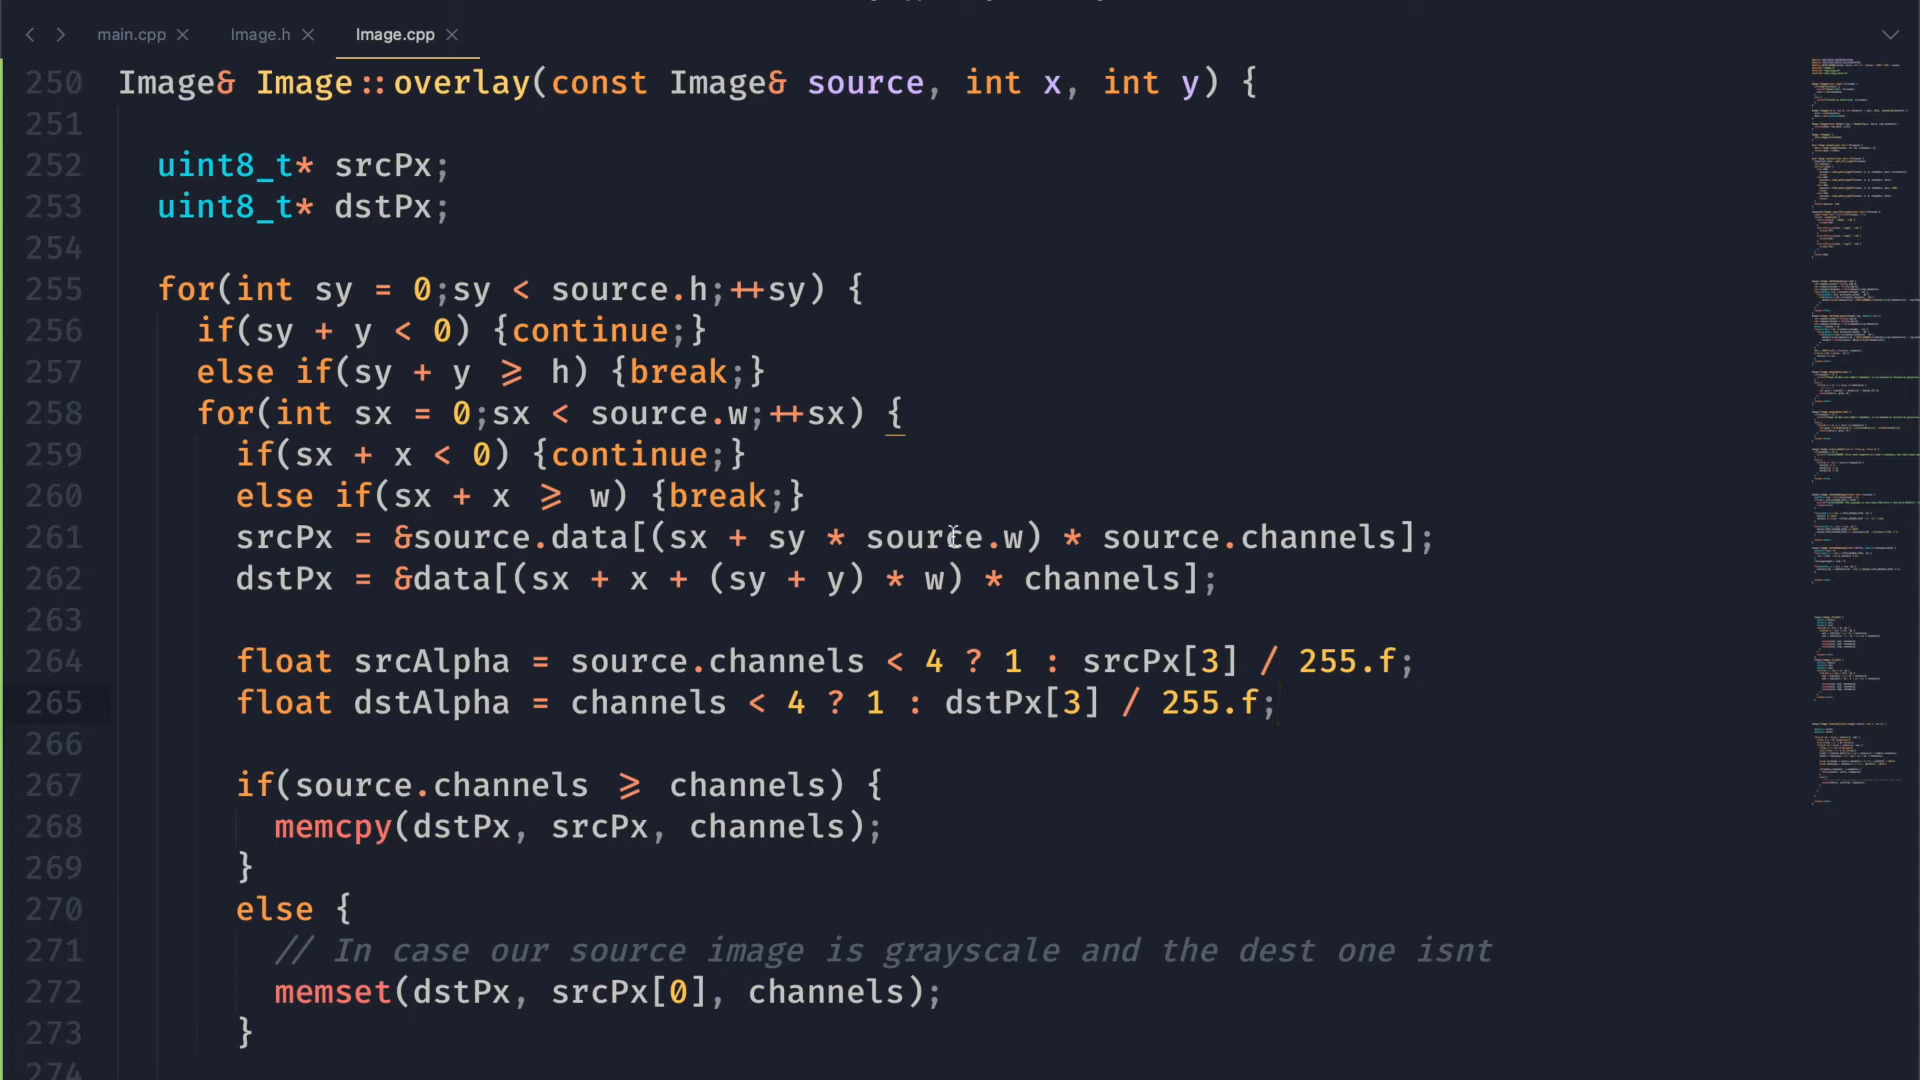 main.cpp Image.h Image.cpp
250 Image& Image::overlay(const Image& source, int x, int y) {
251
252 uint8_t* srcPx;
253 uint8_t* dstPx;
254
255 for(int sy = 0;sy < source.h;++sy) {
256 if(sy + y < 0) {continue;}
257 else if(sy + y >= h) {break;}
258 for(int sx = 0;sx < source.w;++sx) {
259 if(sx + x < 0) {continue;}
260 else if(sx + x >= w) {break;}
261 srcPx = &source.data[(sx + sy * source.w) * source.channels];
262 dstPx = &data[(sx + x + (sy + y) * w) * channels];
263
264 float srcAlpha = source.channels < 4 ? 1 : srcPx[3] / 255.f;
265 float dstAlpha = channels < 4 ? 1 : dstPx[3] / 255.f;
266
267 if(source.channels >= channels) {
268 memcpy(dstPx, srcPx, channels);
269 }
270 else {
271 // In case our source image is grayscale and the dest one isnt
272 memset(dstPx, srcPx[0], channels);
273 }
274